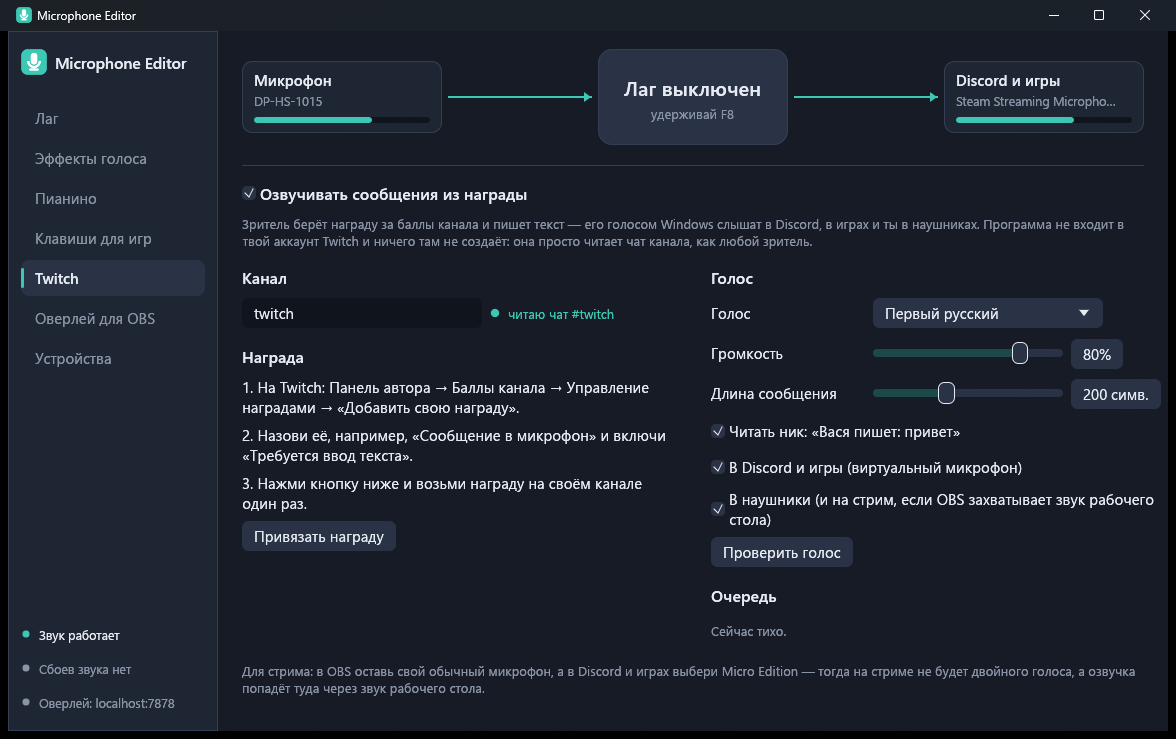 Microphone Editor
Microphone Editor
Лаг
Эффекты голоса
Пианино
Клавиши для игр
Twitch
Оверлей для OBS
Устройства
Звук работает
Сбоев звука нет
Оверлей: localhost:7878
Микрофон
DP-HS-1015
Лаг выключен
удерживай F8
Discord и игры
Steam Streaming Micropho...
Озвучивать сообщения из награды
Зритель берёт награду за баллы канала и пишет текст — его голосом Windows слышат в Discord, в играх и ты в наушниках. Программа не входит в
твой аккаунт Twitch и ничего там не создаёт: она просто читает чат канала, как любой зритель.
Канал
twitch
читаю чат #twitch
Награда
1. На Twitch: Панель автора → Баллы канала → Управление
наградами → «Добавить свою награду».
2. Назови её, например, «Сообщение в микрофон» и включи
«Требуется ввод текста».
3. Нажми кнопку ниже и возьми награду на своём канале
один раз.
Привязать награду
Голос
Голос
Первый русский
Громкость
80%
Длина сообщения
200 симв.
Читать ник: «Вася пишет: привет»
В Discord и игры (виртуальный микрофон)
В наушники (и на стрим, если OBS захватывает звук рабочего
стола)
Проверить голос
Очередь
Сейчас тихо.
Для стрима: в OBS оставь свой обычный микрофон, а в Discord и играх выбери Micro Edition — тогда на стриме не будет двойного голоса, а озвучка
попадёт туда через звук рабочего стола.